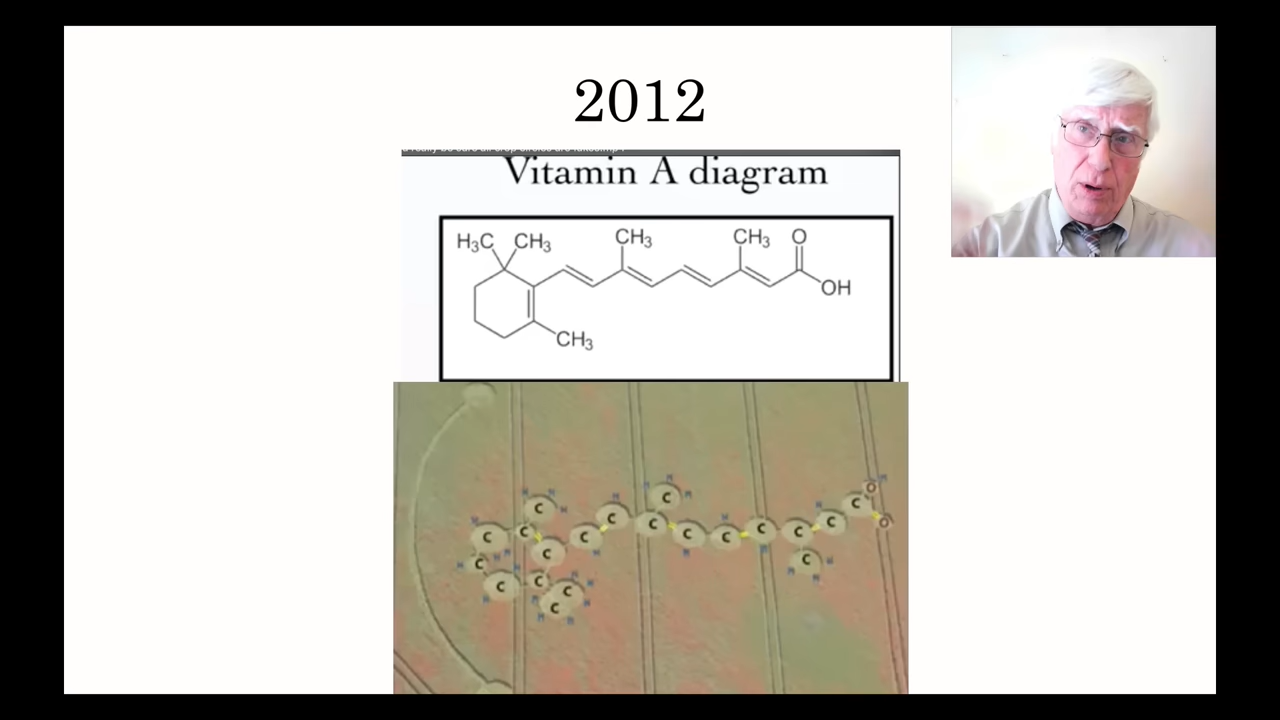 2012
Vitamin A diagram
H₃C CH₃ CH₃ CH₃ O
OH
CH₃
H
H H H O
H H C H H C H H O
H C C C C C C
C C C C C C
H C H H H H H H C H
C C H C H H H
H H C H
H H